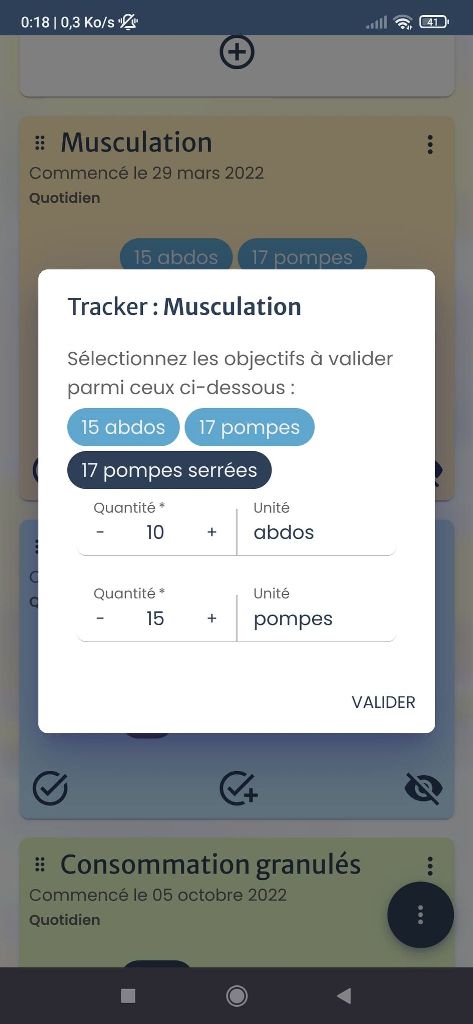 0:18 | 0,3 Ko/s
41
Musculation
Commencé le 29 mars 2022
Quotidien
15 abdos 17 pompes
Tracker : Musculation
Sélectionnez les objectifs à valider
parmi ceux ci-dessous :
15 abdos 17 pompes
17 pompes serrées
Quantité * Unité
- 10 + abdos
Quantité * Unité
- 15 + pompes
VALIDER
Consommation granulés
Commencé le 05 octobre 2022
Quotidien